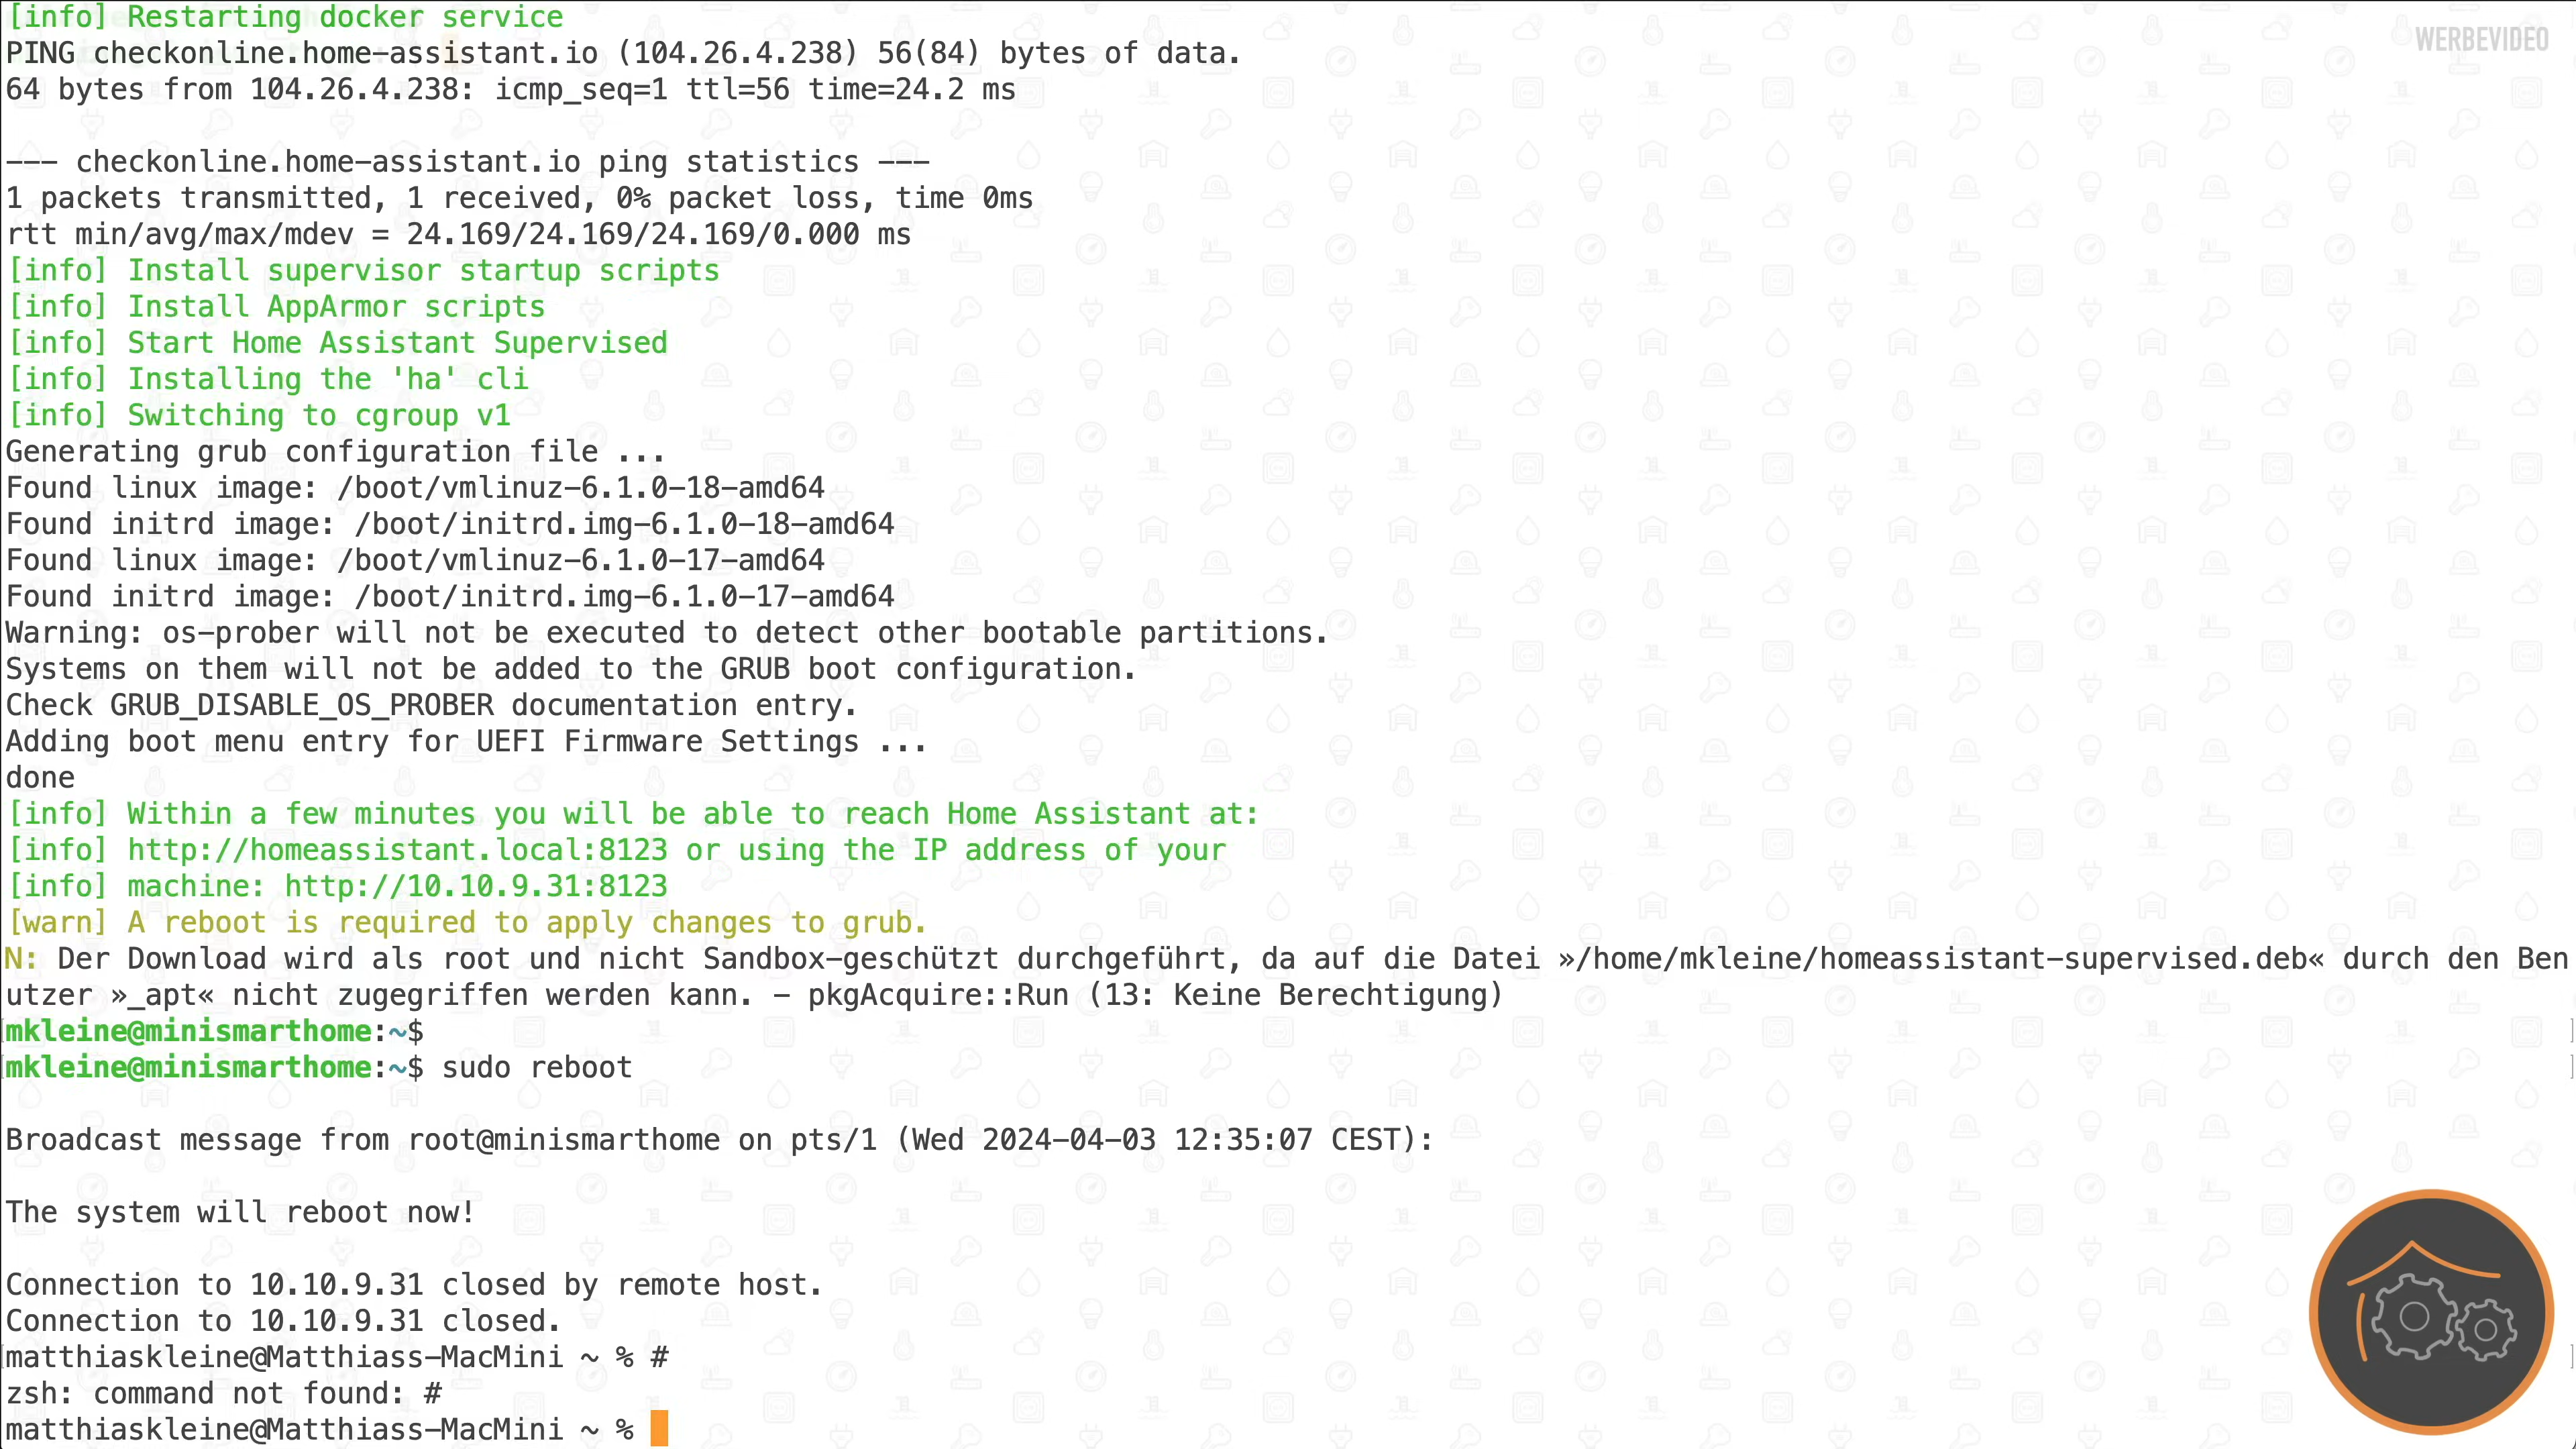 [info] Restarting docker service
WERBEVIDEO
PING checkonline.home-assistant.io (104.26.4.238) 56(84) bytes of data.
64 bytes from 104.26.4.238: icmp_seq=1 ttl=56 time=24.2 ms
--- checkonline.home-assistant.io ping statistics ---
1 packets transmitted, 1 received, 0% packet loss, time 0ms
rtt min/avg/max/mdev = 24.169/24.169/24.169/0.000 ms
[info] Install supervisor startup scripts
[info] Install AppArmor scripts
[info] Start Home Assistant Supervised
[info] Installing the 'ha' cli
[info] Switching to cgroup v1
Generating grub configuration file ...
Found linux image: /boot/vmlinuz-6.1.0-18-amd64
Found initrd image: /boot/initrd.img-6.1.0-18-amd64
Found linux image: /boot/vmlinuz-6.1.0-17-amd64
Found initrd image: /boot/initrd.img-6.1.0-17-amd64
Warning: os-prober will not be executed to detect other bootable partitions.
Systems on them will not be added to the GRUB boot configuration.
Check GRUB_DISABLE_OS_PROBER documentation entry.
Adding boot menu entry for UEFI Firmware Settings ...
done
[info] Within a few minutes you will be able to reach Home Assistant at:
[info] http://homeassistant.local:8123 or using the IP address of your
[info] machine: http://10.10.9.31:8123
[warn] A reboot is required to apply changes to grub.
N: Der Download wird als root und nicht Sandbox-geschützt durchgeführt, da auf die Datei »/home/mkleine/homeassistant-supervised.deb« durch den Ben
utzer »_apt« nicht zugegriffen werden kann. - pkgAcquire::Run (13: Keine Berechtigung)
mkleine@minismarthome:~$
mkleine@minismarthome:~$ sudo reboot
Broadcast message from root@minismarthome on pts/1 (Wed 2024-04-03 12:35:07 CEST):
The system will reboot now!
Connection to 10.10.9.31 closed by remote host.
Connection to 10.10.9.31 closed.
matthiaskleine@Matthiass-MacMini ~ % #
zsh: command not found: #
matthiaskleine@Matthiass-MacMini ~ %